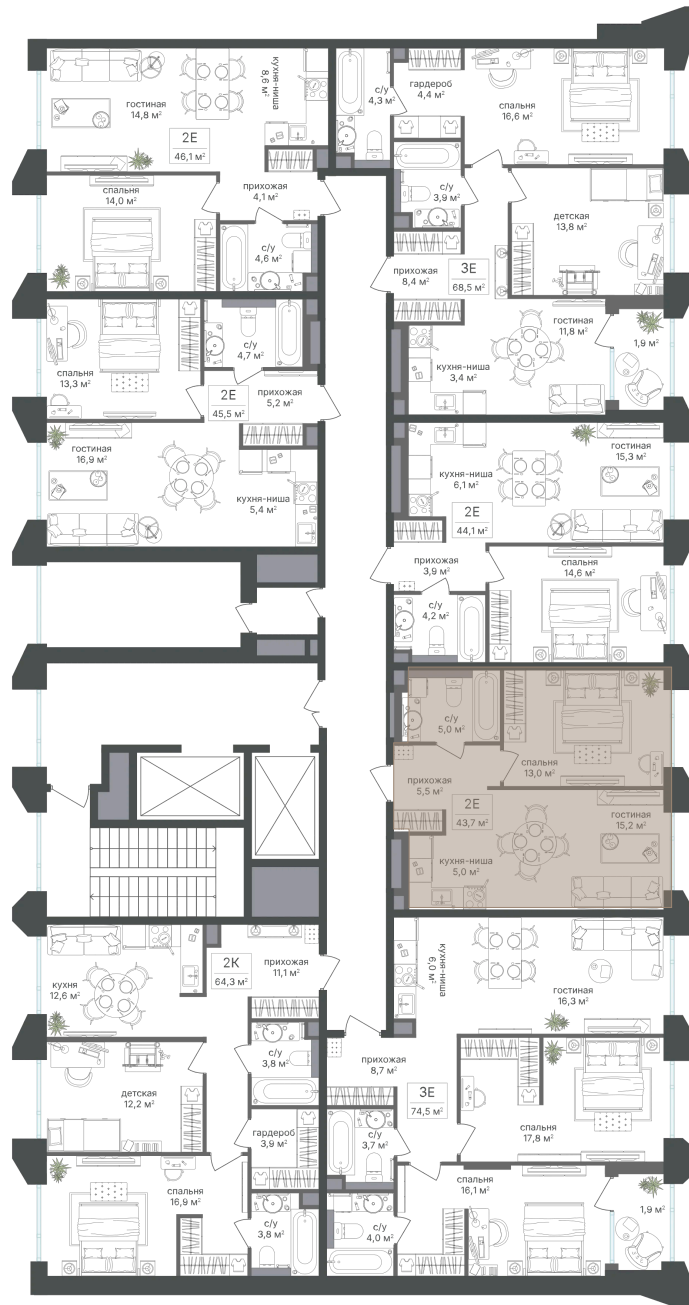 гостиная
14,8 м²
кухня-ниша
8,6 м²
2Е
46,1 м²
спальня
14,0 м²
прихожая
4,1 м²
с/у
4,6 м²
с/у
4,3 м²
гардероб
4,4 м²
спальня
16,6 м²
с/у
3,9 м²
детская
13,8 м²
прихожая
8,4 м²
3Е
68,5 м²
гостиная
11,8 м²
1,9 м²
кухня-ниша
3,4 м²
спальня
13,3 м²
с/у
4,7 м²
2Е
45,5 м²
прихожая
5,2 м²
гостиная
16,9 м²
кухня-ниша
5,4 м²
кухня-ниша
6,1 м²
гостиная
15,3 м²
2Е
44,1 м²
прихожая
3,9 м²
спальня
14,6 м²
с/у
4,2 м²
с/у
5,0 м²
спальня
13,0 м²
прихожая
5,5 м²
2Е
43,7 м²
гостиная
15,2 м²
кухня-ниша
5,0 м²
кухня
12,6 м²
2К
64,3 м²
прихожая
11,1 м²
с/у
3,8 м²
детская
12,2 м²
гардероб
3,9 м²
спальня
16,9 м²
с/у
3,8 м²
кухня-ниша
6,0 м²
гостиная
16,3 м²
прихожая
8,7 м²
3Е
74,5 м²
спальня
17,8 м²
с/у
3,7 м²
спальня
16,1 м²
с/у
4,0 м²
1,9 м²